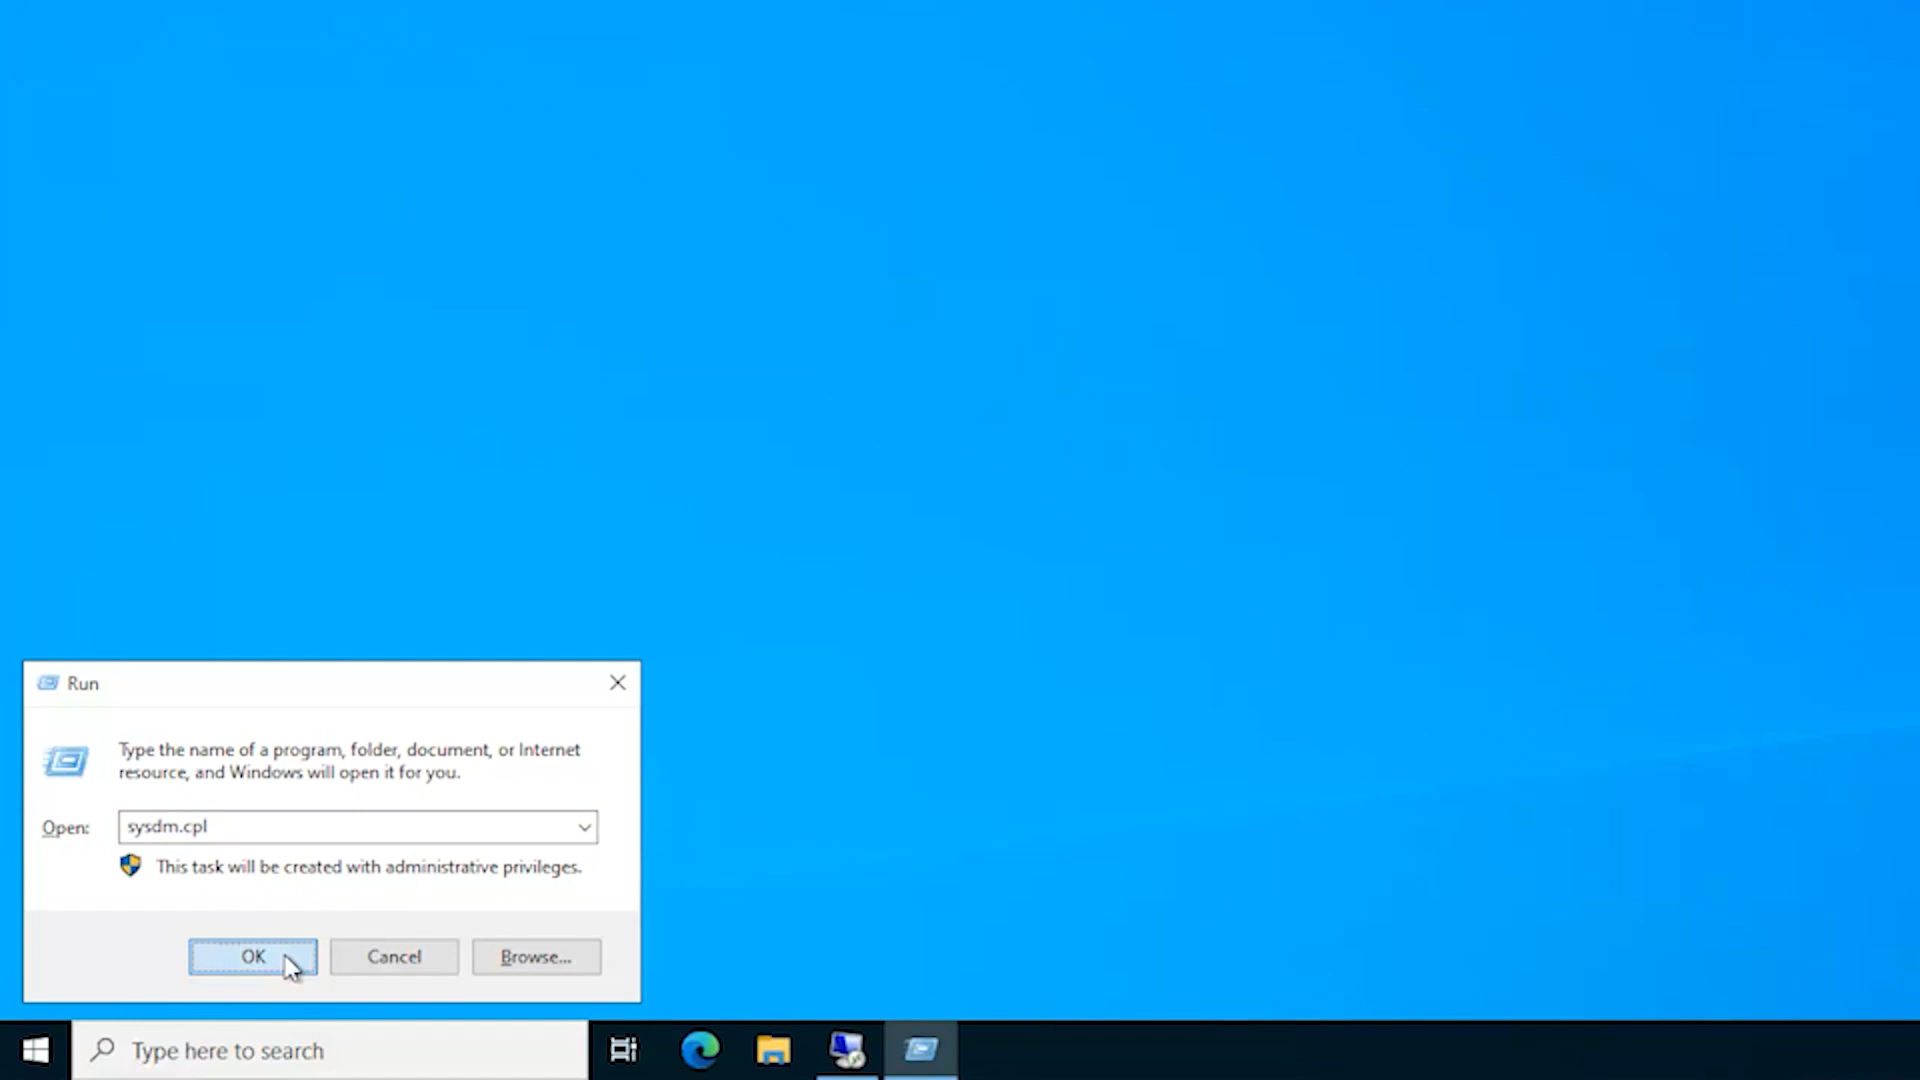 Run
Type the name of a program, folder, document, or Internet
resource, and Windows will open it for you.
Open:
sysdm.cpl
This task will be created with administrative privileges.
OK
Cancel
Browse...
Type here to search